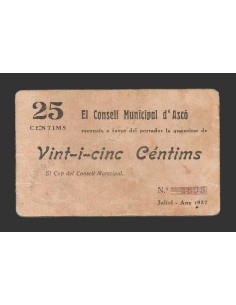 25
CÈNTIMS
El Consell Municipal d'Ascó
reconeix a favor del portador la quantitat de
Vint-i-cinc Céntims
El Cap del Consell Municipal,
N.º
Juliol - Any 1937